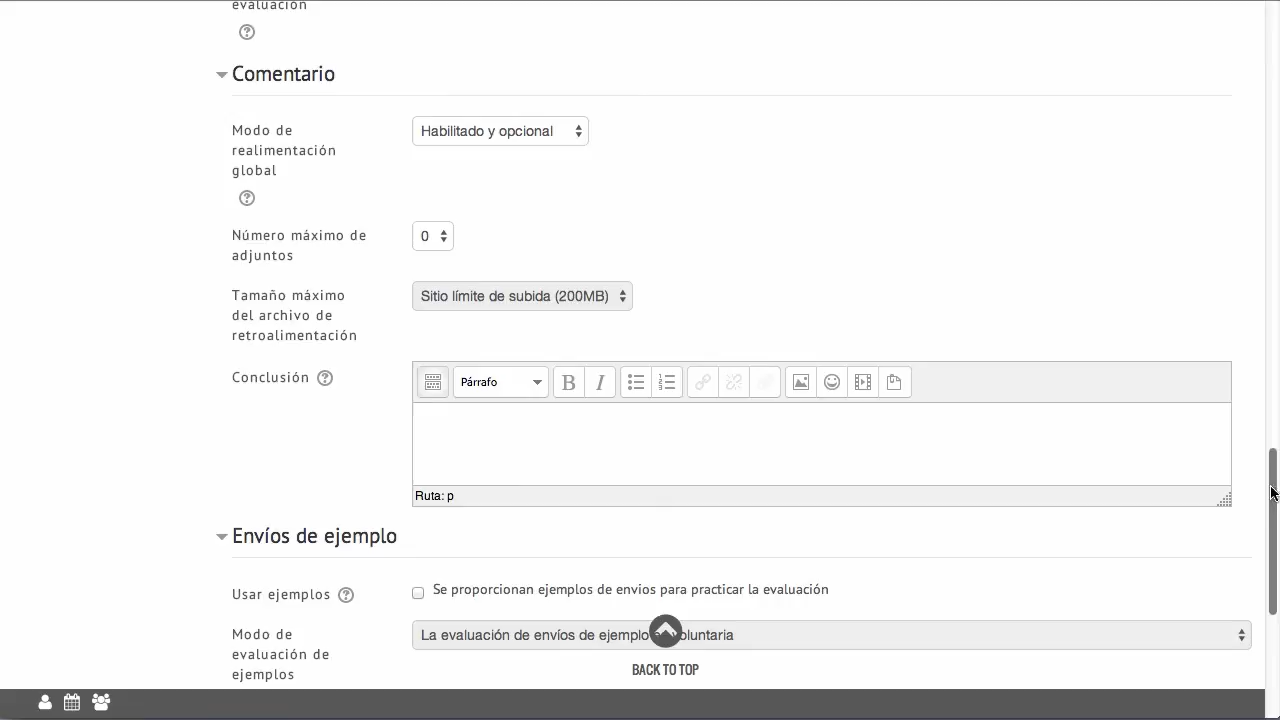 evaluación
Comentario
Modo de
realimentación
global
Habilitado y opcional
Número máximo de
adjuntos
0
Tamaño máximo
del archivo de
retroalimentación
Sitio límite de subida (200MB)
Conclusión
Párrafo
B I
Ruta: p
Envíos de ejemplo
Usar ejemplos
Se proporcionan ejemplos de envios para practicar la evaluación
Modo de
evaluación de
ejemplos
La evaluación de envíos de ejemplo
BACK TO TOP